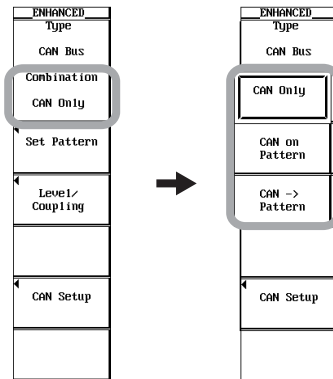 ENHANCED
Type
CAN Bus
Combination
CAN Only
Set Pattern
Level/
Coupling
CAN Setup
ENHANCED
Type
CAN Bus
CAN Only
CAN on
Pattern
CAN ->
Pattern
CAN Setup